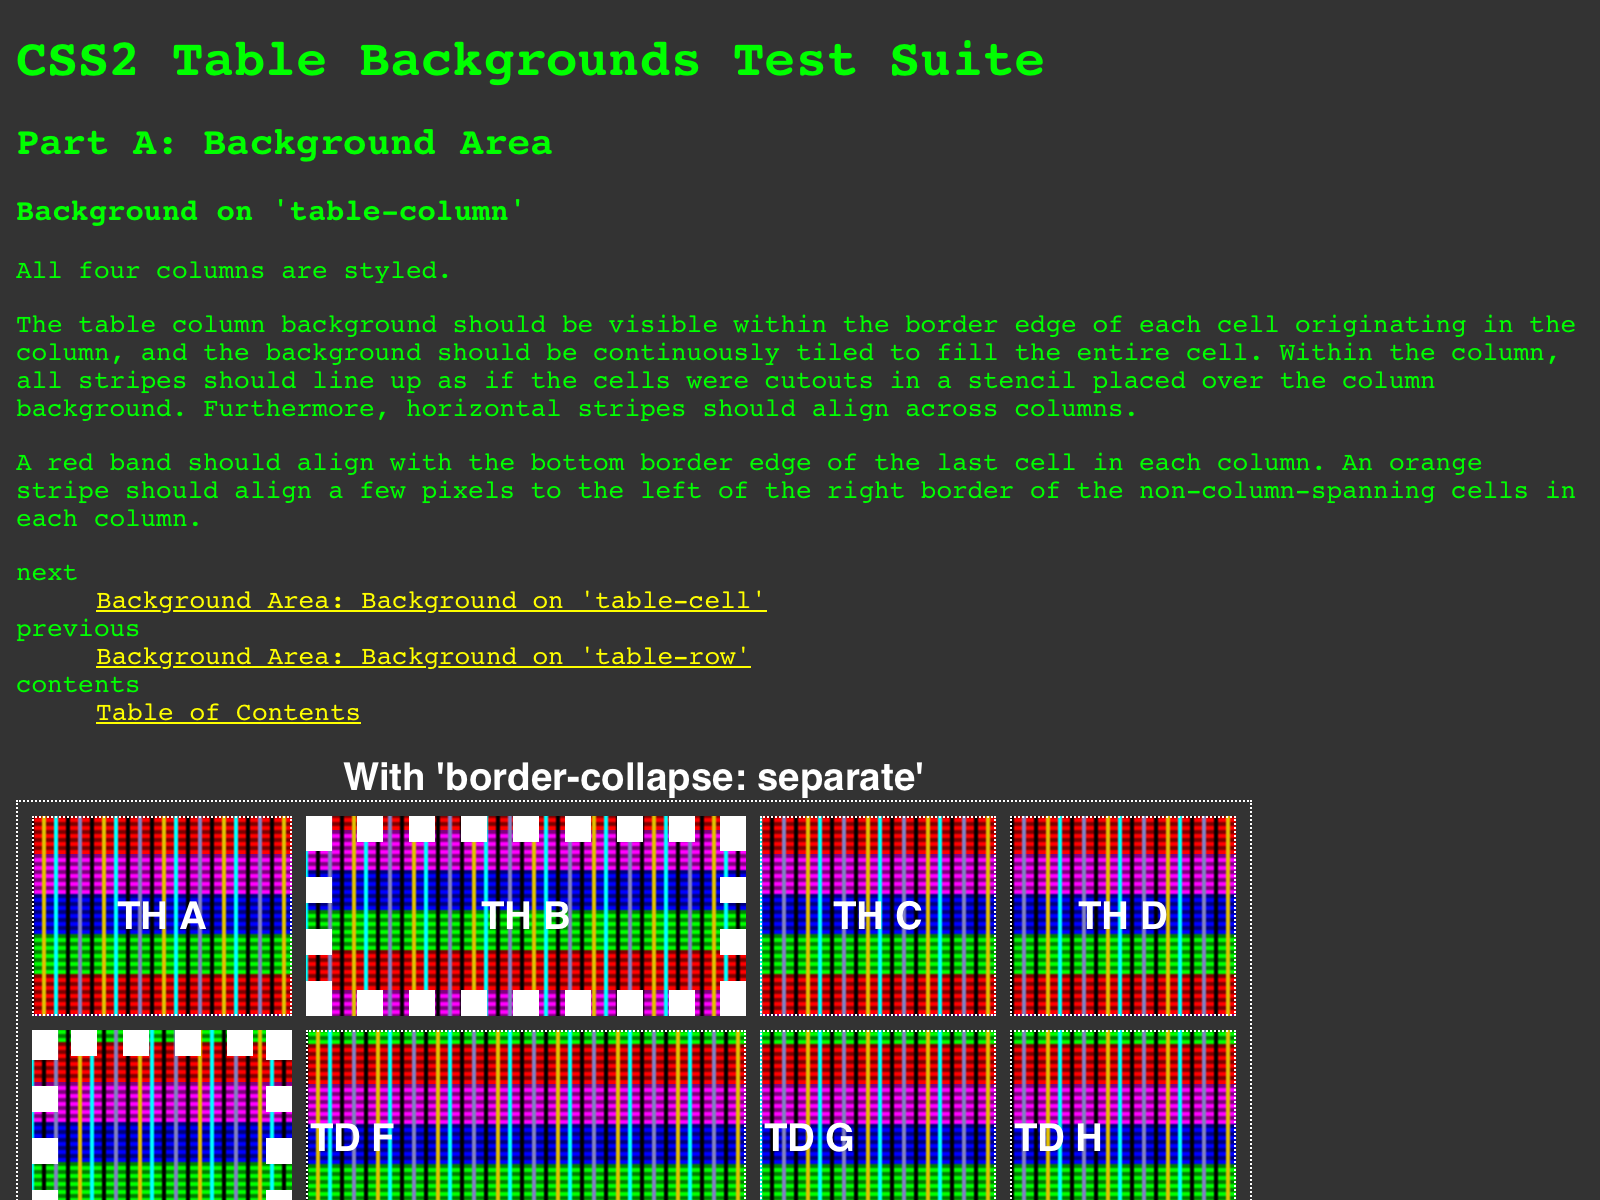 CSS2 Table Backgrounds Test Suite
Part A: Background Area
Background on 'table-column'
All four columns are styled.
The table column background should be visible within the border edge of each cell originating in the
column, and the background should be continuously tiled to fill the entire cell. Within the column,
all stripes should line up as if the cells were cutouts in a stencil placed over the column
background. Furthermore, horizontal stripes should align across columns.
A red band should align with the bottom border edge of the last cell in each column. An orange
stripe should align a few pixels to the left of the right border of the non-column-spanning cells in
each column.
next
Background Area: Background on 'table-cell'
previous
Background Area: Background on 'table-row'
contents
Table of Contents
With 'border-collapse: separate'
TH A TH B TH C TH D
TD F TD G TD H